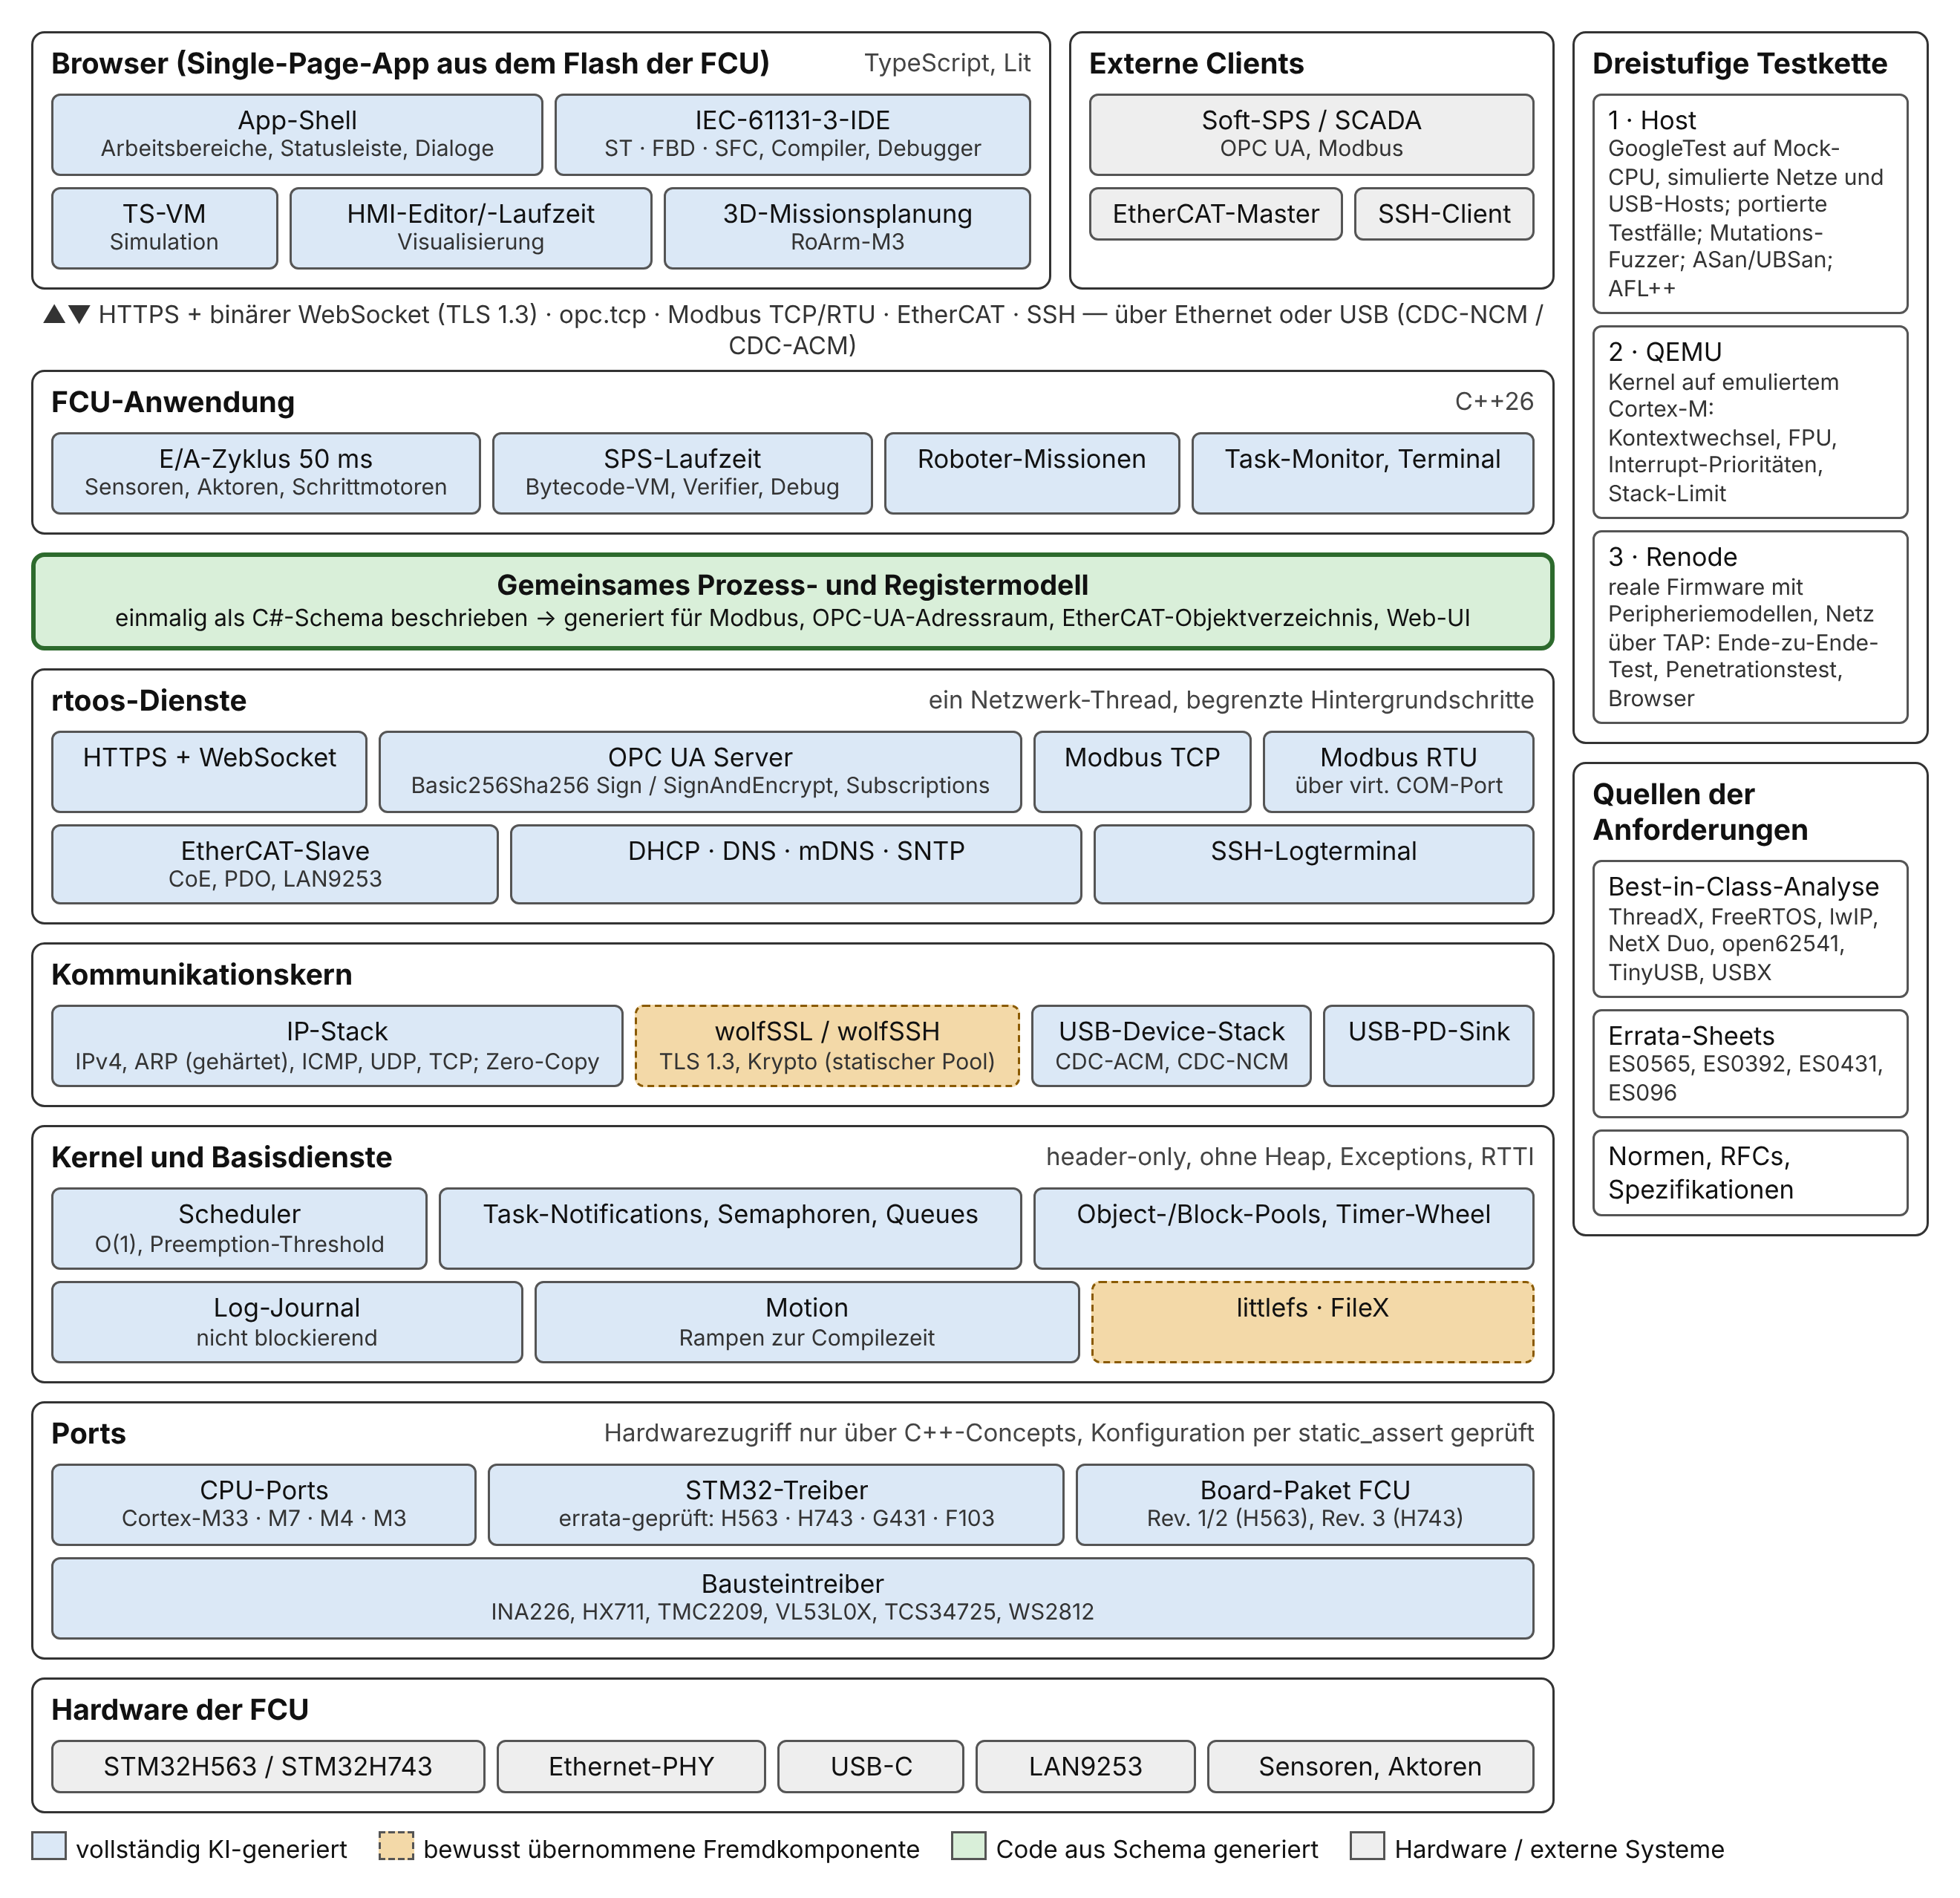 Browser (Single-Page-App aus dem Flash der FCU)
TypeScript, Lit
App-Shell
Arbeitsbereiche, Statusleiste, Dialoge
IEC-61131-3-IDE
ST · FBD · SFC, Compiler, Debugger
TS-VM
Simulation
HMI-Editor/-Laufzeit
Visualisierung
3D-Missionsplanung
RoArm-M3
Externe Clients
Soft-SPS / SCADA
OPC UA, Modbus
EtherCAT-Master
SSH-Client
▲▼ HTTPS + binärer WebSocket (TLS 1.3) · opc.tcp · Modbus TCP/RTU · EtherCAT · SSH — über Ethernet oder USB (CDC-NCM /
CDC-ACM)
FCU-Anwendung
C++26
E/A-Zyklus 50 ms
Sensoren, Aktoren, Schrittmotoren
SPS-Laufzeit
Bytecode-VM, Verifier, Debug
Roboter-Missionen
Task-Monitor, Terminal
Gemeinsames Prozess- und Registermodell
einmalig als C#-Schema beschrieben → generiert für Modbus, OPC-UA-Adressraum, EtherCAT-Objektverzeichnis, Web-UI
rtoos-Dienste
ein Netzwerk-Thread, begrenzte Hintergrundschritte
HTTPS + WebSocket
OPC UA Server
Basic256Sha256 Sign / SignAndEncrypt, Subscriptions
Modbus TCP
Modbus RTU
über virt. COM-Port
EtherCAT-Slave
CoE, PDO, LAN9253
DHCP · DNS · mDNS · SNTP
SSH-Logterminal
Kommunikationskern
IP-Stack
IPv4, ARP (gehärtet), ICMP, UDP, TCP; Zero-Copy
wolfSSL / wolfSSH
TLS 1.3, Krypto (statischer Pool)
USB-Device-Stack
CDC-ACM, CDC-NCM
USB-PD-Sink
Kernel und Basisdienste
header-only, ohne Heap, Exceptions, RTTI
Scheduler
O(1), Preemption-Threshold
Task-Notifications, Semaphoren, Queues
Object-/Block-Pools, Timer-Wheel
Log-Journal
nicht blockierend
Motion
Rampen zur Compilezeit
littlefs · FileX
Ports
Hardwarezugriff nur über C++-Concepts, Konfiguration per static_assert geprüft
CPU-Ports
Cortex-M33 · M7 · M4 · M3
STM32-Treiber
errata-geprüft: H563 · H743 · G431 · F103
Board-Paket FCU
Rev. 1/2 (H563), Rev. 3 (H743)
Bausteintreiber
INA226, HX711, TMC2209, VL53L0X, TCS34725, WS2812
Hardware der FCU
STM32H563 / STM32H743
Ethernet-PHY
USB-C
LAN9253
Sensoren, Aktoren
Dreistufige Testkette
1 · Host
GoogleTest auf Mock-
CPU, simulierte Netze und
USB-Hosts; portierte
Testfälle; Mutations-
Fuzzer; ASan/UBSan;
AFL++
2 · QEMU
Kernel auf emuliertem
Cortex-M:
Kontextwechsel, FPU,
Interrupt-Prioritäten,
Stack-Limit
3 · Renode
reale Firmware mit
Peripheriemodellen, Netz
über TAP: Ende-zu-Ende-
Test, Penetrationstest,
Browser
Quellen der
Anforderungen
Best-in-Class-Analyse
ThreadX, FreeRTOS, lwIP,
NetX Duo, open62541,
TinyUSB, USBX
Errata-Sheets
ES0565, ES0392, ES0431,
ES096
Normen, RFCs,
Spezifikationen
vollständig KI-generiert
bewusst übernommene Fremdkomponente
Code aus Schema generiert
Hardware / externe Systeme